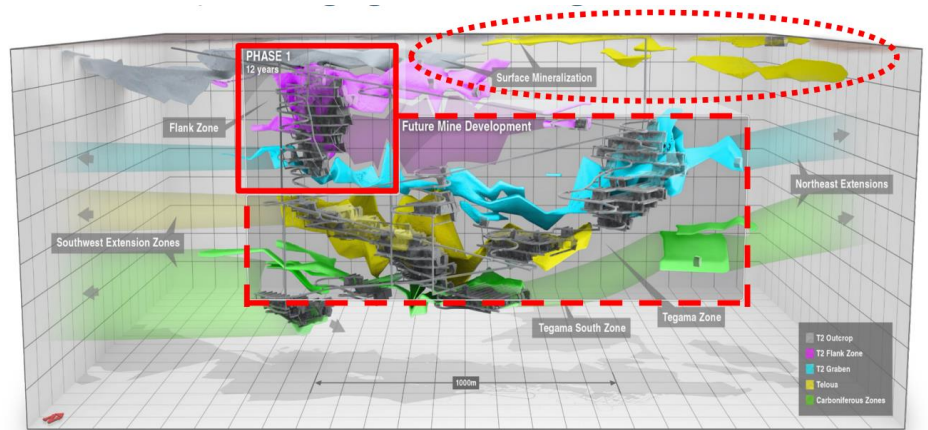 PHASE 1
12 years
Surface Mineralization
Flank Zone
Future Mine Development
Northeast Extensions
Southwest Extension Zones
Tegama Zone
Tegama South Zone
T2 Outcrop
T2 Flank Zone
T2 Graben
Teloua
Carboniferous Zones
1000m